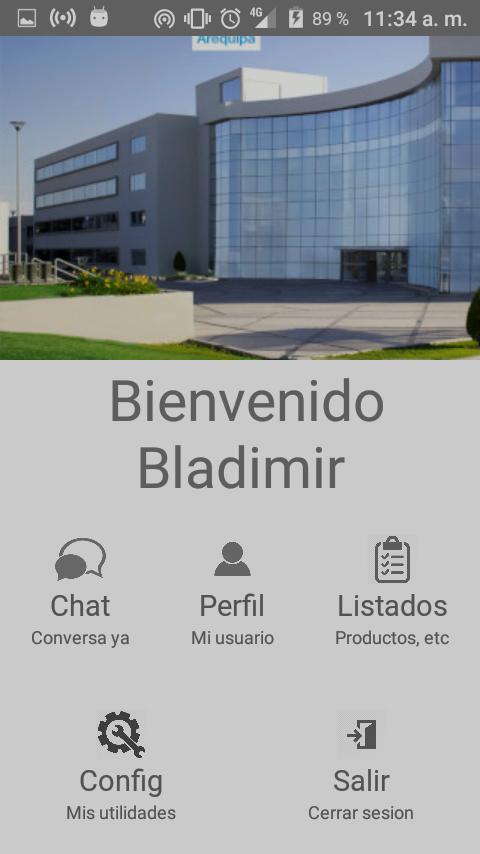 4G 89 % 11:34 a. m.
Arequipa
Bienvenido
Bladimir
Chat Perfil Listados
Conversa ya Mi usuario Productos, etc
Config Salir
Mis utilidades Cerrar sesion